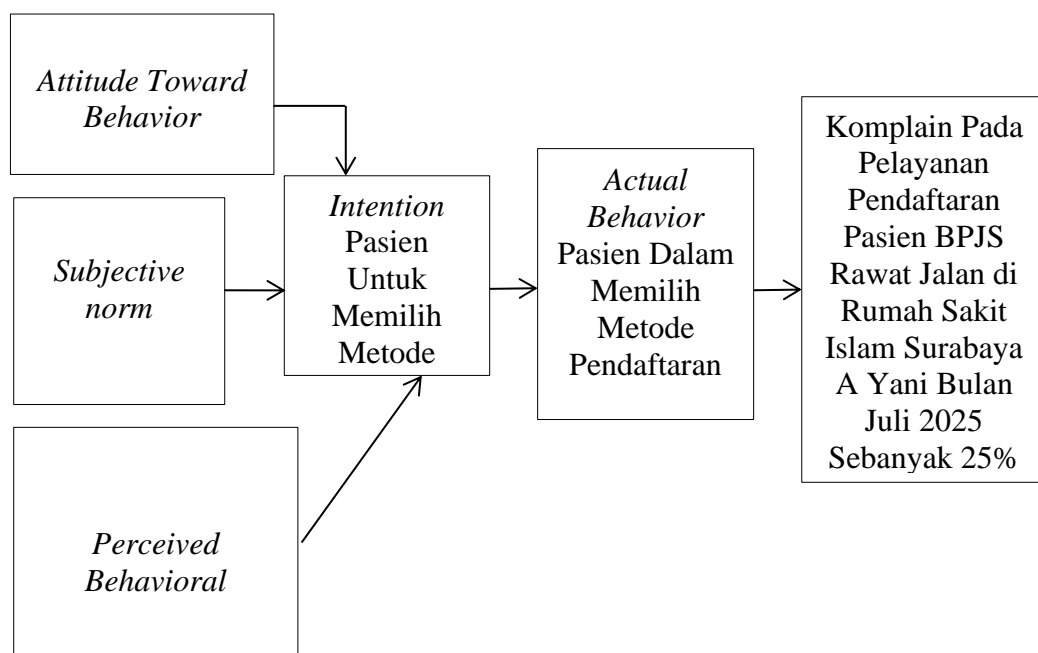 Attitude Toward
Behavior
Subjective
norm
Perceived
Behavioral
Intention
Pasien
Untuk
Memilih
Metode
Actual
Behavior
Pasien Dalam
Memilih
Metode
Pendaftaran
Komplain Pada
Pelayanan
Pendaftaran
Pasien BPJS
Rawat Jalan di
Rumah Sakit
Islam Surabaya
A Yani Bulan
Juli 2025
Sebanyak 25%